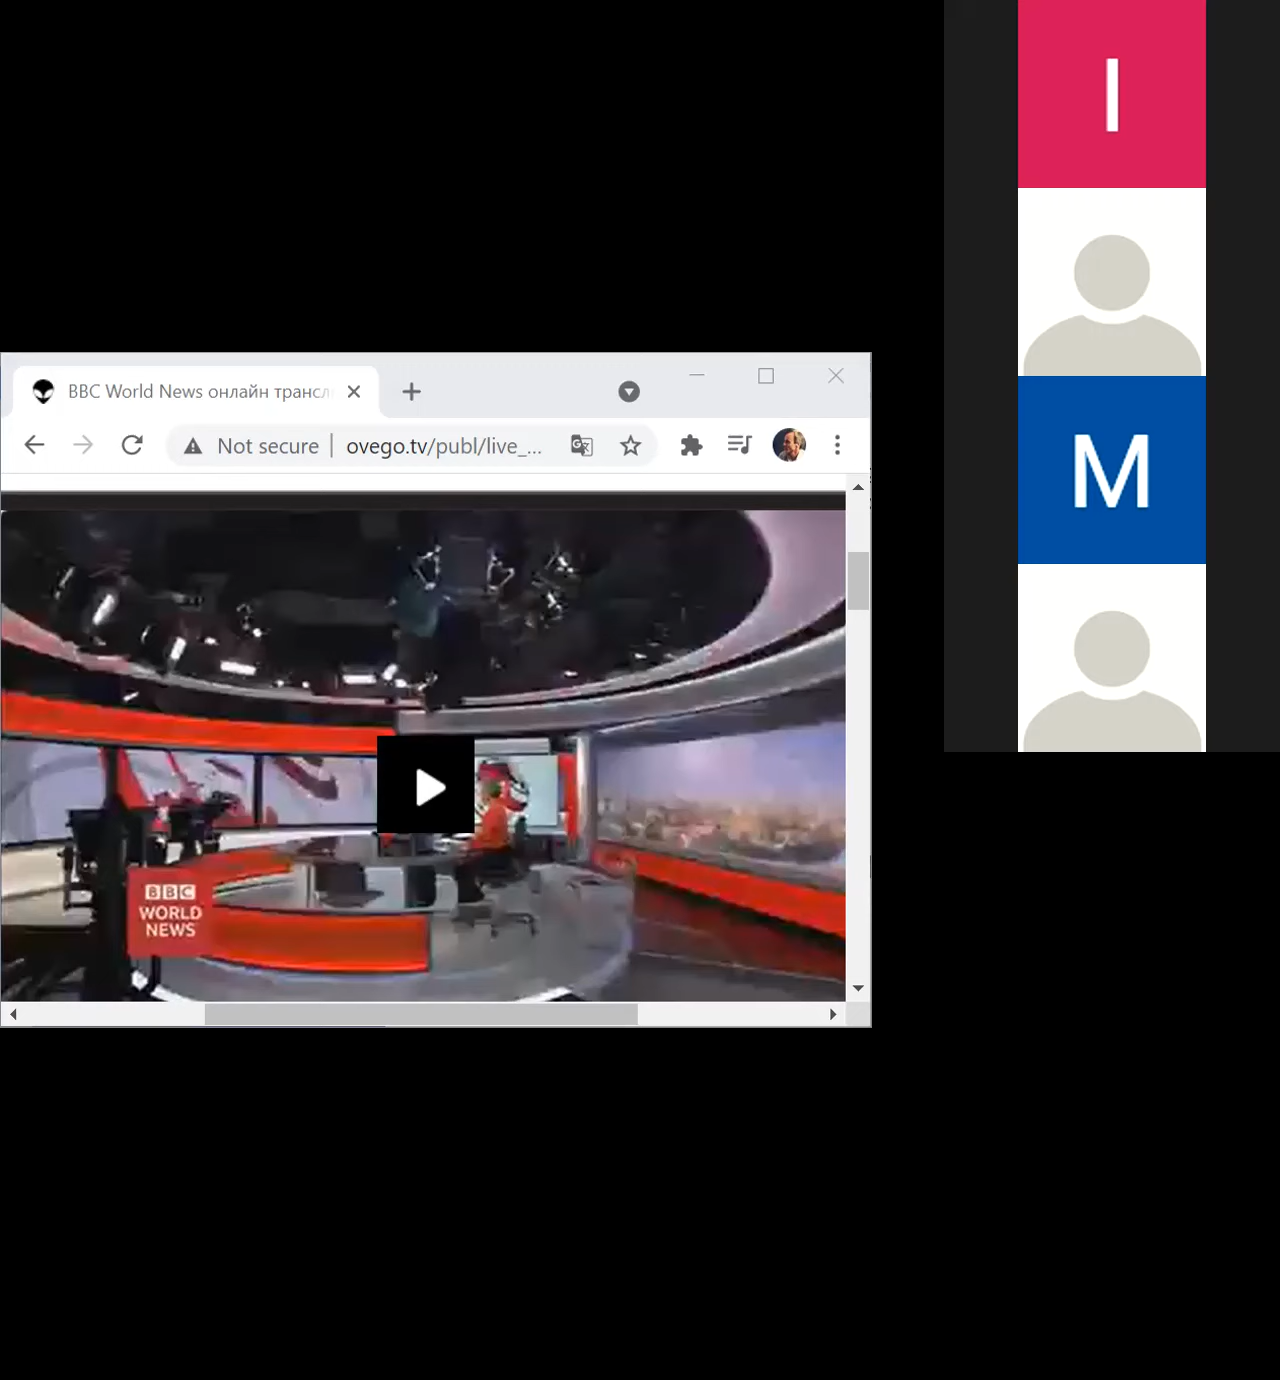 I
M
BBC World News онлайн трансл
Not secure
ovego.tv/publ/live_...
BBC
WORLD
NEWS